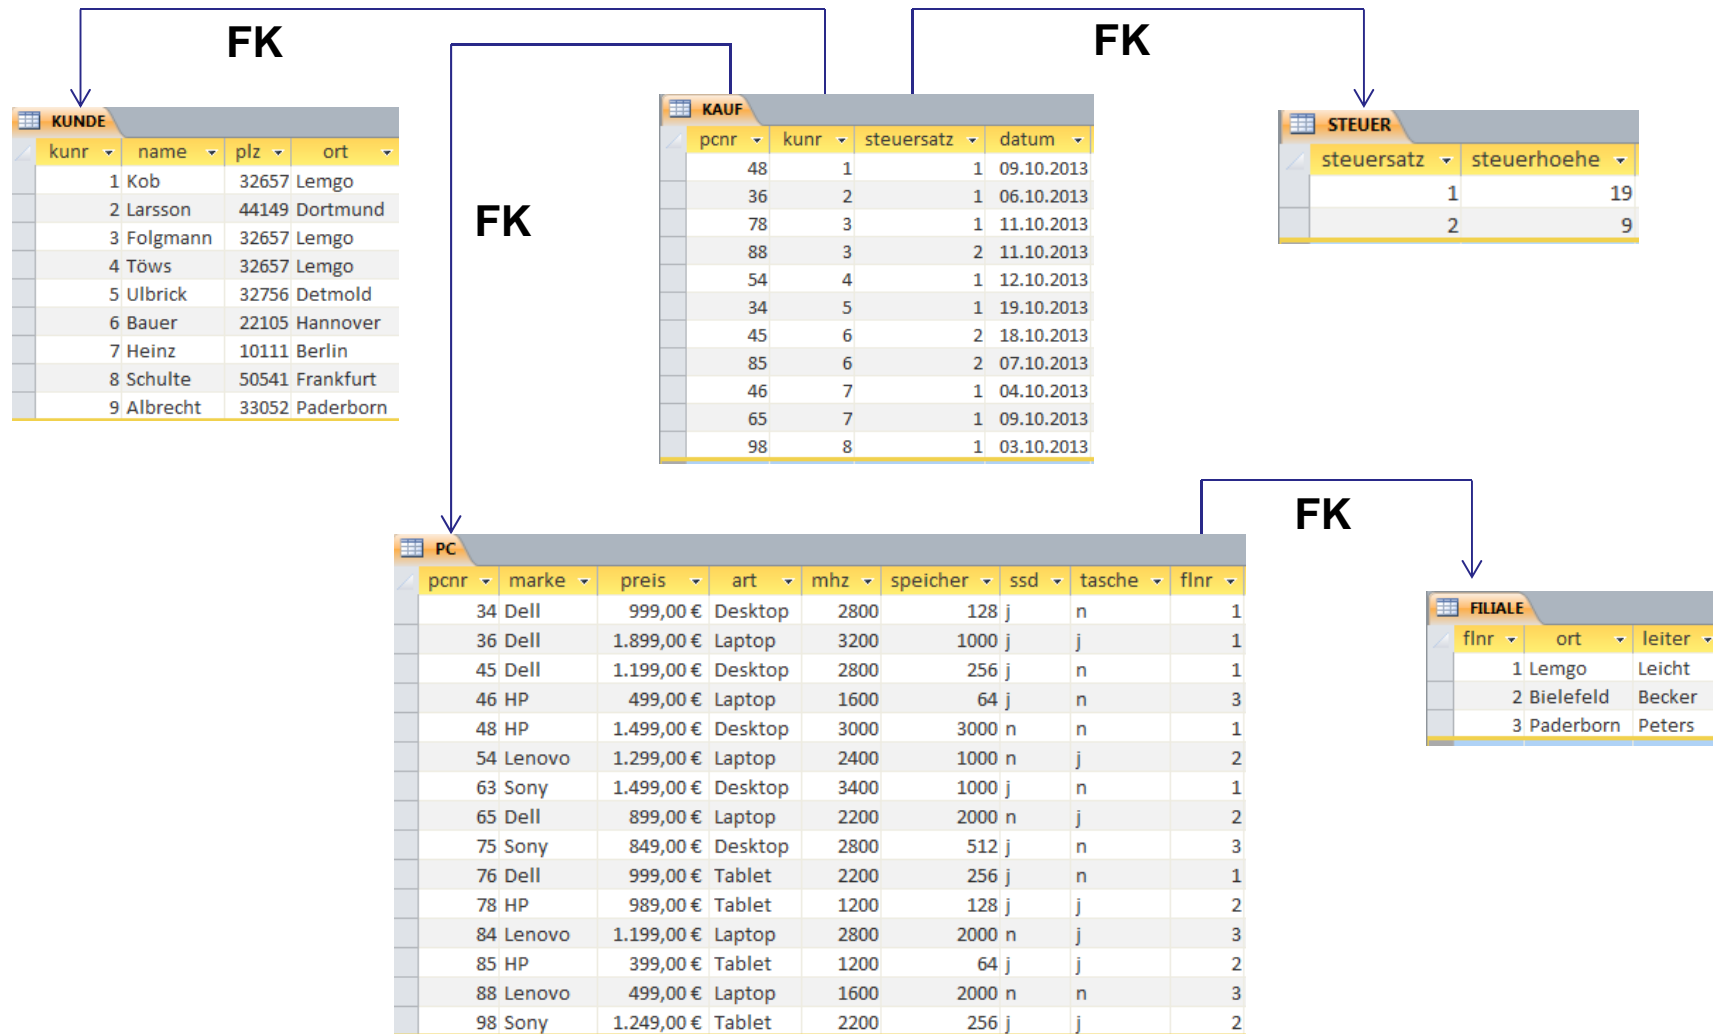 FK
FK
FK
KUNDE
kunr name plz ort
1 Kob 32657 Lemgo
2 Larsson 44149 Dortmund
3 Folgmann 32657 Lemgo
4 Töws 32657 Lemgo
5 Ulbrick 32756 Detmold
6 Bauer 22105 Hannover
7 Heinz 10111 Berlin
8 Schulte 50541 Frankfurt
9 Albrecht 33052 Paderborn
KAUF
pcnr kunr steuersatz datum
48 1 1 09.10.2013
36 2 1 06.10.2013
78 3 1 11.10.2013
88 3 2 11.10.2013
54 4 1 12.10.2013
34 5 1 19.10.2013
45 6 2 18.10.2013
85 6 2 07.10.2013
46 7 1 04.10.2013
65 7 1 09.10.2013
98 8 1 03.10.2013
STEUER
steuersatz steuerhoehe
1 19
2 9
FK
PC
pcnr marke preis art mhz speicher ssd tasche flnr
34 Dell 999,00 € Desktop 2800 128 j n 1
36 Dell 1.899,00 € Laptop 3200 1000 j j 1
45 Dell 1.199,00 € Desktop 2800 256 j n 1
46 HP 499,00 € Laptop 1600 64 j n 3
48 HP 1.499,00 € Desktop 3000 3000 n n 1
54 Lenovo 1.299,00 € Laptop 2400 1000 n j 2
63 Sony 1.499,00 € Desktop 3400 1000 j n 1
65 Dell 899,00 € Laptop 2200 2000 n j 2
75 Sony 849,00 € Desktop 2800 512 j n 3
76 Dell 999,00 € Tablet 2200 256 j n 1
78 HP 989,00 € Tablet 1200 128 j j 2
84 Lenovo 1.199,00 € Laptop 2800 2000 n j 3
85 HP 399,00 € Tablet 1200 64 j j 2
88 Lenovo 499,00 € Laptop 1600 2000 n n 3
98 Sony 1.249,00 € Tablet 2200 256 j j 2
FILIALE
flnr ort leiter
1 Lemgo Leicht
2 Bielefeld Becker
3 Paderborn Peters